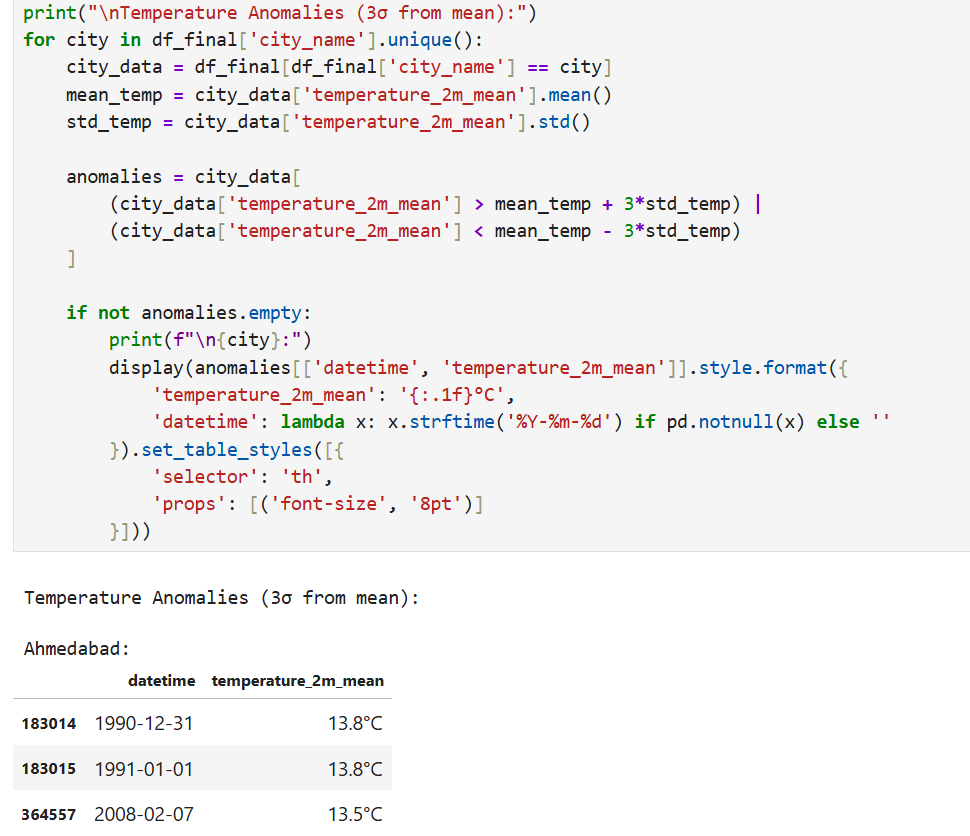 print("\nTemperature Anomalies (3σ from mean):")
for city in df_final['city_name'].unique():
    city_data = df_final[df_final['city_name'] == city]
    mean_temp = city_data['temperature_2m_mean'].mean()
    std_temp = city_data['temperature_2m_mean'].std()

    anomalies = city_data[
        (city_data['temperature_2m_mean'] > mean_temp + 3*std_temp) |
        (city_data['temperature_2m_mean'] < mean_temp - 3*std_temp)
    ]

    if not anomalies.empty:
        print(f"\n{city}:")
        display(anomalies[['datetime', 'temperature_2m_mean']].style.format({
            'temperature_2m_mean': '{:.1f}°C',
            'datetime': lambda x: x.strftime('%Y-%m-%d') if pd.notnull(x) else ''
        }).set_table_styles([{
            'selector': 'th',
            'props': [('font-size', '8pt')]
        }]))
Temperature Anomalies (3σ from mean):
Ahmedabad:
datetime temperature_2m_mean
183014 1990-12-31 13.8°C
183015 1991-01-01 13.8°C
364557 2008-02-07 13.5°C